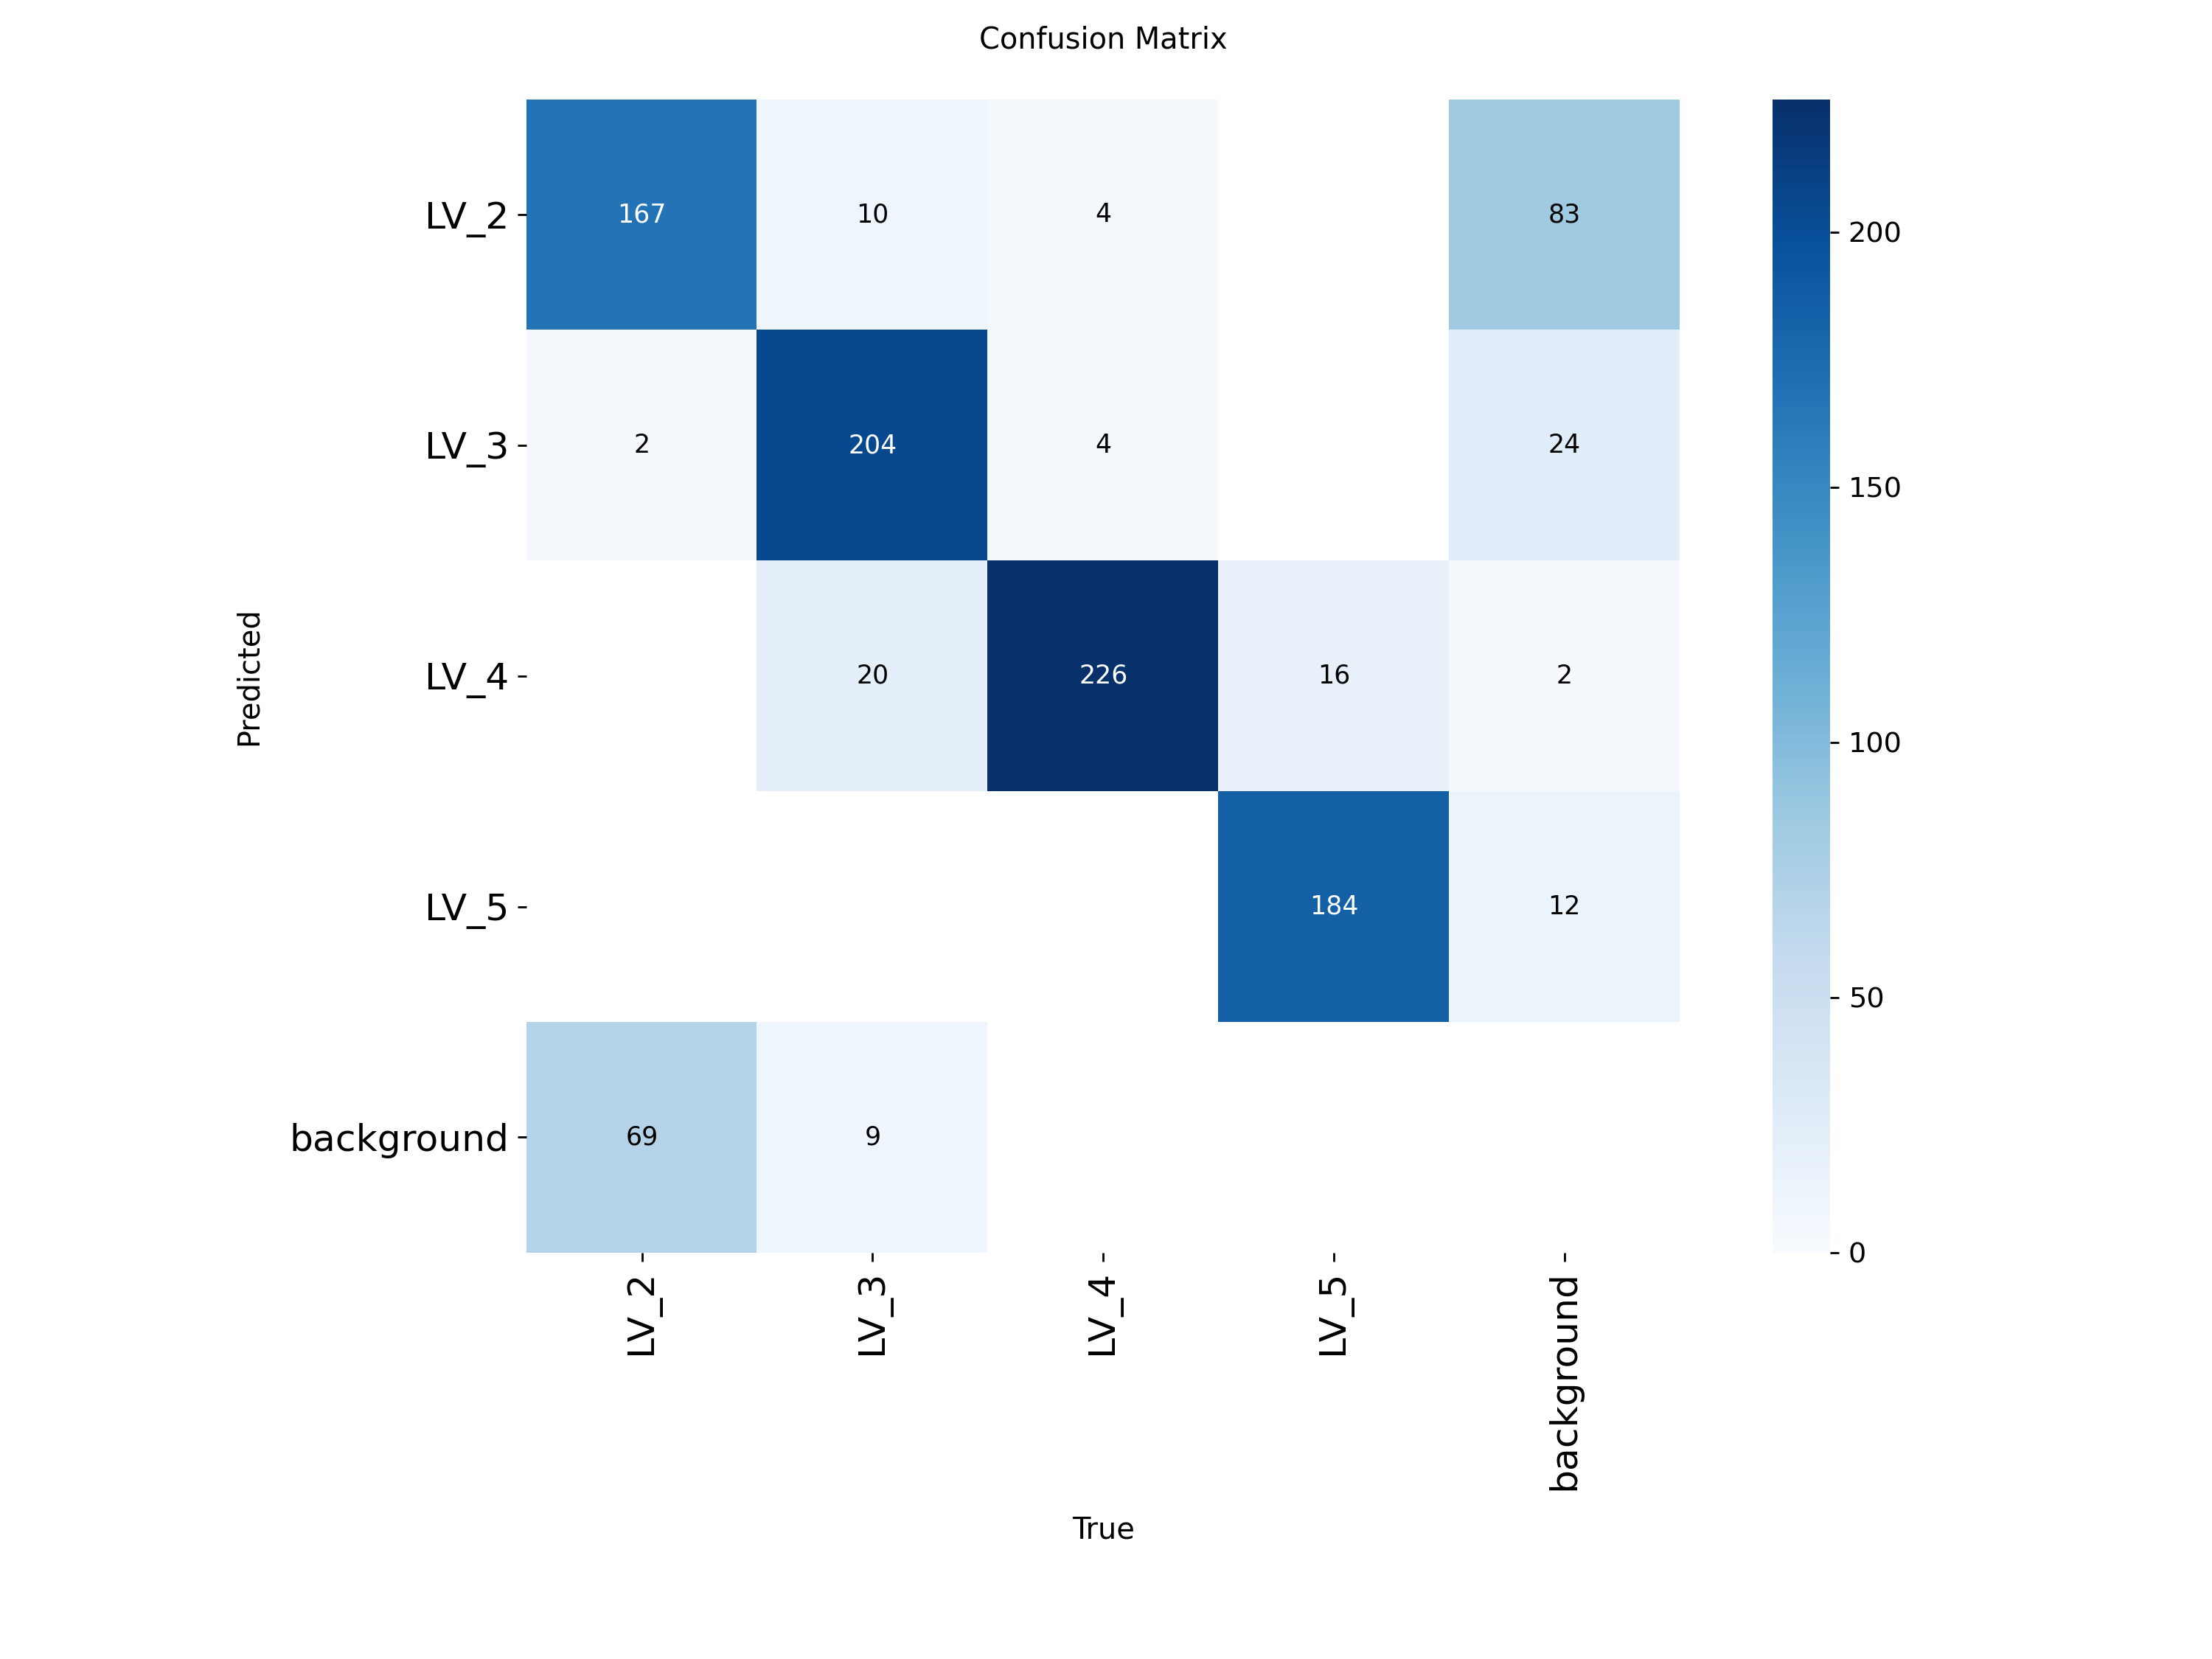 Confusion Matrix
LV_2 167 10 4 83
LV_3 2 204 4 24
LV_4 20 226 16 2
LV_5 184 12
background 69 9
LV_2 LV_3 LV_4 LV_5 background
Predicted
True
200
150
100
50
0